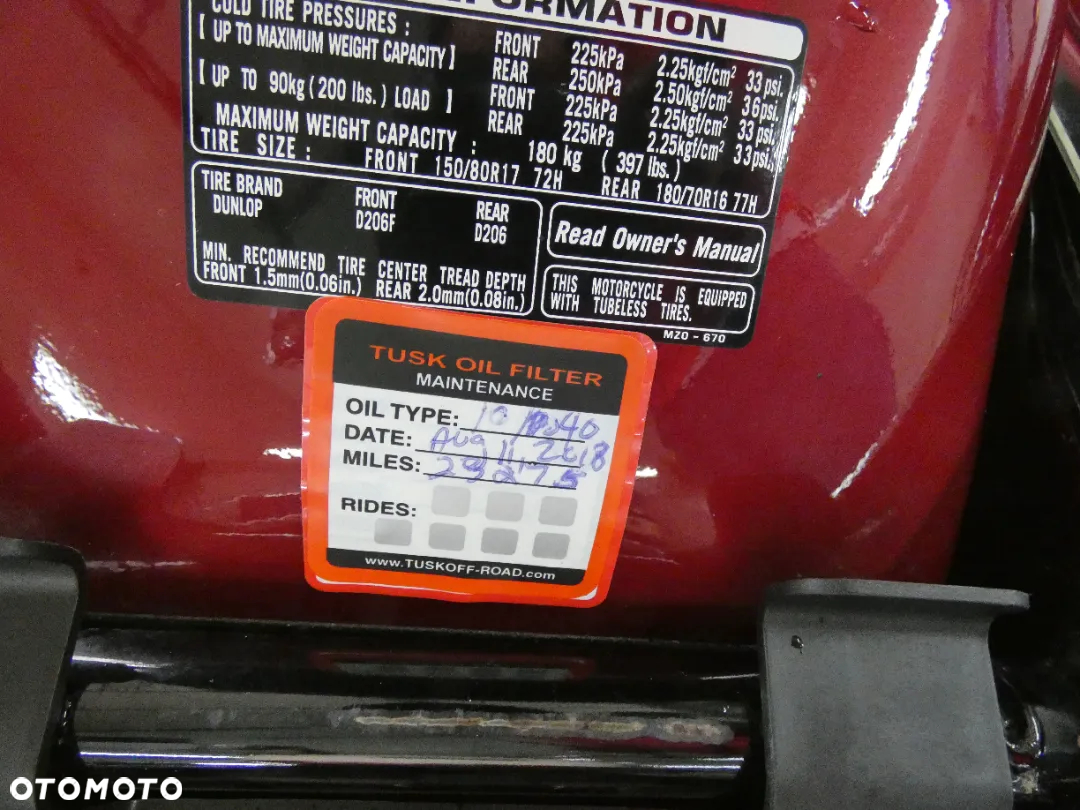 FORMATION
COLD TIRE PRESSURES :
[ UP TO MAXIMUM WEIGHT CAPACITY ] FRONT 225kPa 2.25kgf/cm² 33 psi.
REAR 250kPa 2.50kgf/cm² 36psi.
[ UP TO 90kg ( 200 lbs. ) LOAD ] FRONT 225kPa 2.25kgf/cm² 33 psi.
REAR 225kPa 2.25kgf/cm² 33psi.
MAXIMUM WEIGHT CAPACITY : 180 kg ( 397 lbs. )
TIRE SIZE : FRONT 150/80R17 72H REAR 180/70R16 77H
TIRE BRAND FRONT REAR
DUNLOP D206F D206
MIN. RECOMMEND TIRE CENTER TREAD DEPTH
FRONT 1.5mm(0.06in.) REAR 2.0mm(0.08in.)
Read Owner's Manual
THIS MOTORCYCLE IS EQUIPPED
WITH TUBELESS TIRES.
MZ0 - 670
TUSK OIL FILTER
MAINTENANCE
OIL TYPE: 10 40
DATE: Aug 11, 2018
MILES: 29275
RIDES:
www.TUSKOFF-ROAD.com
OTOMOTO